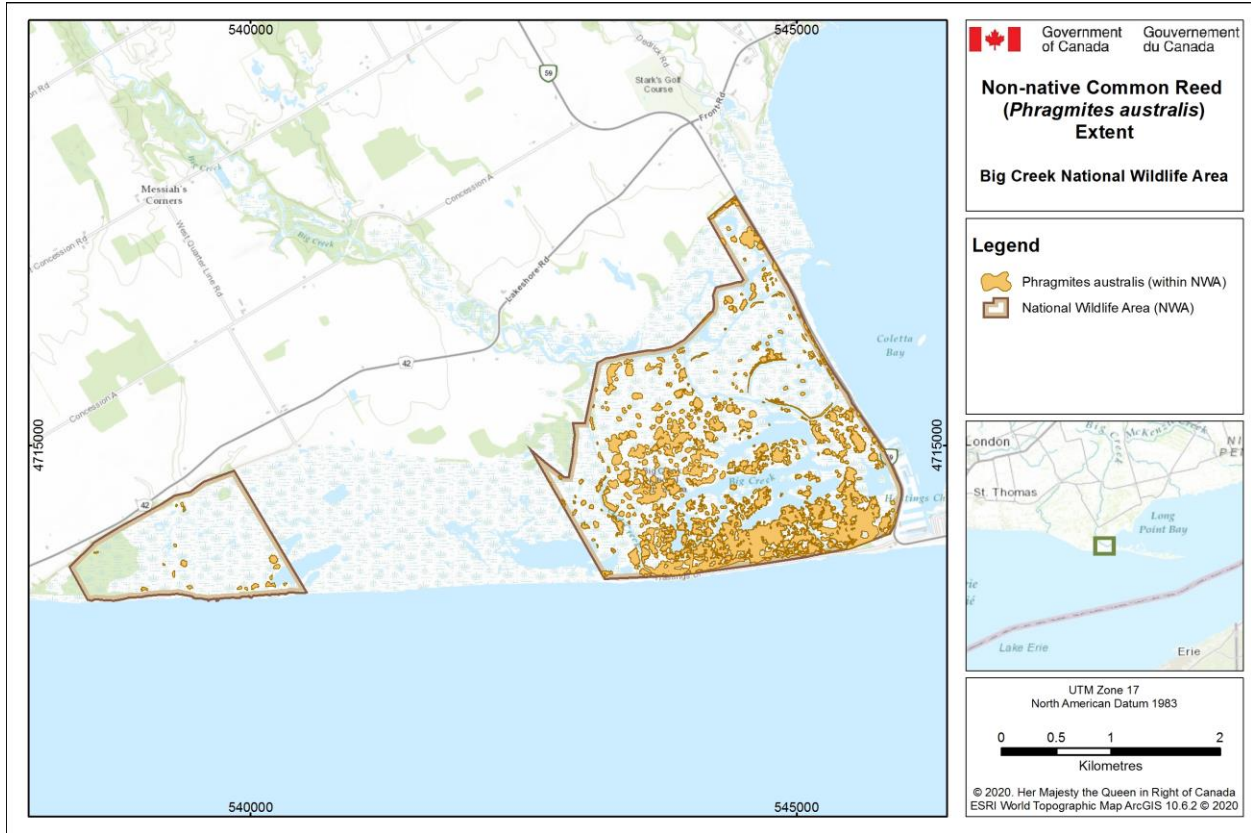 540000
545000
Dedrick Rd
59
Stark's Golf
Course
Front Rd
Big Creek
Messiah's
Corners
Concession A
Big Creek
West Quarter Line Rd
Lakeshore Rd
Concession Rd
Coletta
Bay
42
Concession A
4715000
4715000
Big Creek
42
540000
545000
Government
of Canada
Gouvernement
du Canada
Non-native Common Reed
(Phragmites australis)
Extent
Big Creek National Wildlife Area
Legend
Phragmites australis (within NWA)
National Wildlife Area (NWA)
London
Big Creek
St. Thomas
Long
Point Bay
Lake Erie
Erie
UTM Zone 17
North American Datum 1983
0 0.5 1 2
Kilometres
© 2020. Her Majesty the Queen in Right of Canada
ESRI World Topographic Map ArcGIS 10.6.2 © 2020